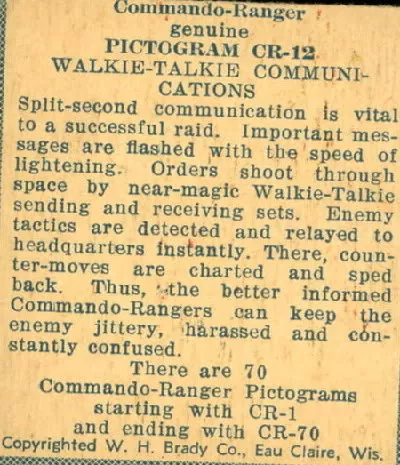 Commando-Ranger
genuine
PICTOGRAM CR-12
WALKIE-TALKIE COMMUNI-
CATIONS
Split-second communication is vital
to a successful raid. Important mes-
sages are flashed with the speed of
lightening. Orders shoot through
space by near-magic Walkie-Talkie
sending and receiving sets. Enemy
tactics are detected and relayed to
headquarters instantly. There, coun-
ter-moves are charted and sped
back. Thus, the better informed
Commando-Rangers can keep the
enemy jittery, harassed and con-
stantly confused.
There are 70
Commando-Ranger Pictograms
starting with CR-1
and ending with CR-70
Copyrighted W. H. Brady Co., Eau Claire, Wis.